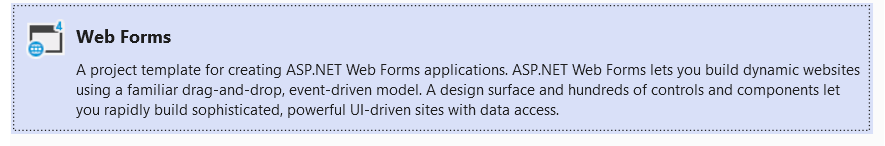 4
Web Forms
A project template for creating ASP.NET Web Forms applications. ASP.NET Web Forms lets you build dynamic websites
using a familiar drag-and-drop, event-driven model. A design surface and hundreds of controls and components let
you rapidly build sophisticated, powerful UI-driven sites with data access.